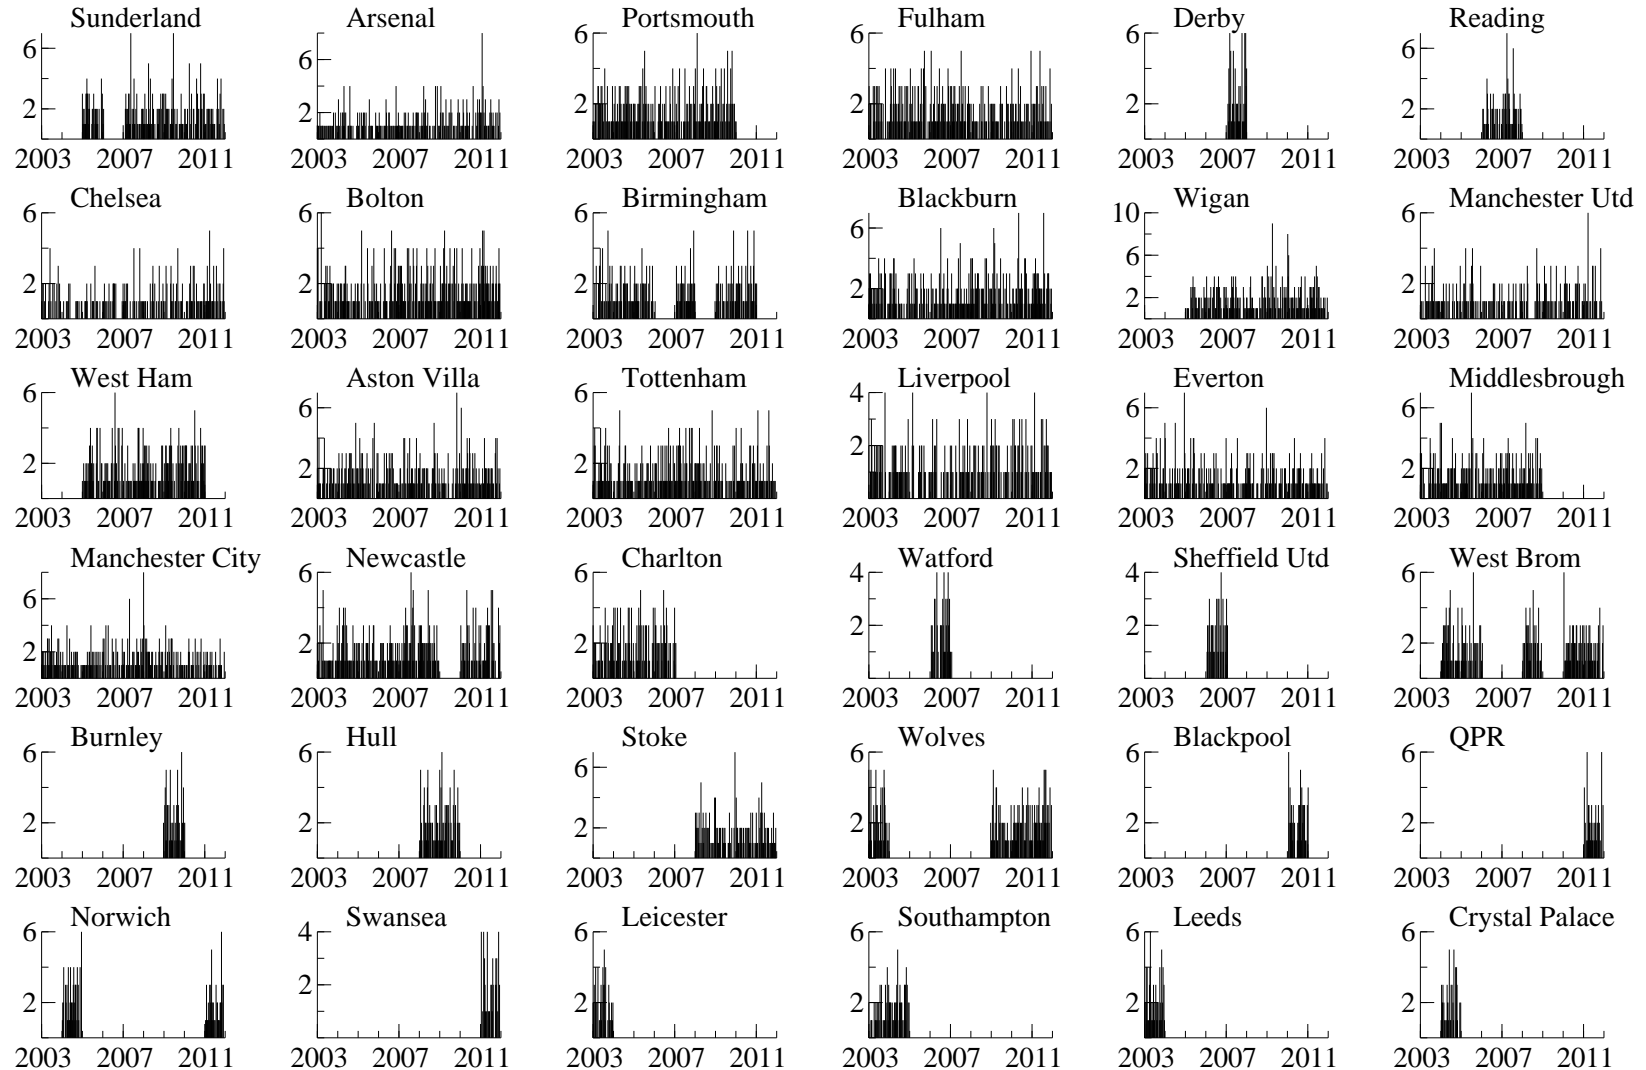 Sunderland Arsenal Portsmouth Fulham Derby Reading
6 6 6 6 6 6
2 2 2 2 2 2
2003 2007 2011 2003 2007 2011 2003 2007 2011 2003 2007 2011 2003 2007 2011 2003 2007 2011
Chelsea Bolton Birmingham Blackburn Wigan Manchester Utd
6 6 6 6 10 6
6
2 2 2 2 2 2
2003 2007 2011 2003 2007 2011 2003 2007 2011 2003 2007 2011 2003 2007 2011 2003 2007 2011
West Ham Aston Villa Tottenham Liverpool Everton Middlesbrough
6 6 6 4 6 6
2 2 2 2 2 2
2003 2007 2011 2003 2007 2011 2003 2007 2011 2003 2007 2011 2003 2007 2011 2003 2007 2011
Manchester City Newcastle Charlton Watford Sheffield Utd West Brom
6 6 6 4 4 6
2 2 2 2 2 2
2003 2007 2011 2003 2007 2011 2003 2007 2011 2003 2007 2011 2003 2007 2011 2003 2007 2011
Burnley Hull Stoke Wolves Blackpool QPR
6 6 6 6 6 6
2 2 2 2 2 2
2003 2007 2011 2003 2007 2011 2003 2007 2011 2003 2007 2011 2003 2007 2011 2003 2007 2011
Norwich Swansea Leicester Southampton Leeds Crystal Palace
6 4 6 6 6 6
2 2 2 2 2 2
2003 2007 2011 2003 2007 2011 2003 2007 2011 2003 2007 2011 2003 2007 2011 2003 2007 2011